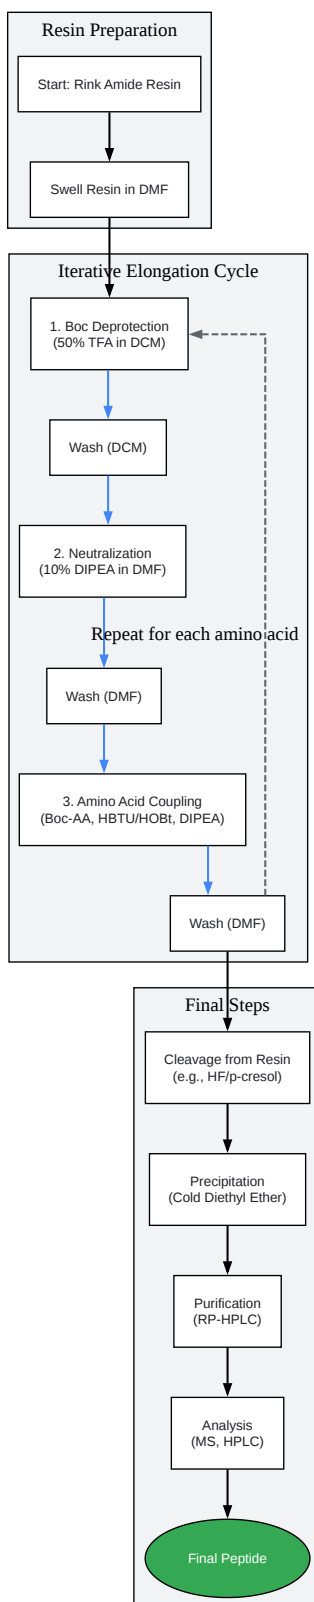 Resin Preparation
Start: Rink Amide Resin
Swell Resin in DMF
Iterative Elongation Cycle
1. Boc Deprotection
(50% TFA in DCM)
Wash (DCM)
2. Neutralization
(10% DIPEA in DMF)
Repeat for each amino acid
Wash (DMF)
3. Amino Acid Coupling
(Boc-AA, HBTU/HOBt, DIPEA)
Wash (DMF)
Final Steps
Cleavage from Resin
(e.g., HF/p-cresol)
Precipitation
(Cold Diethyl Ether)
Purification
(RP-HPLC)
Analysis
(MS, HPLC)
Final Peptide